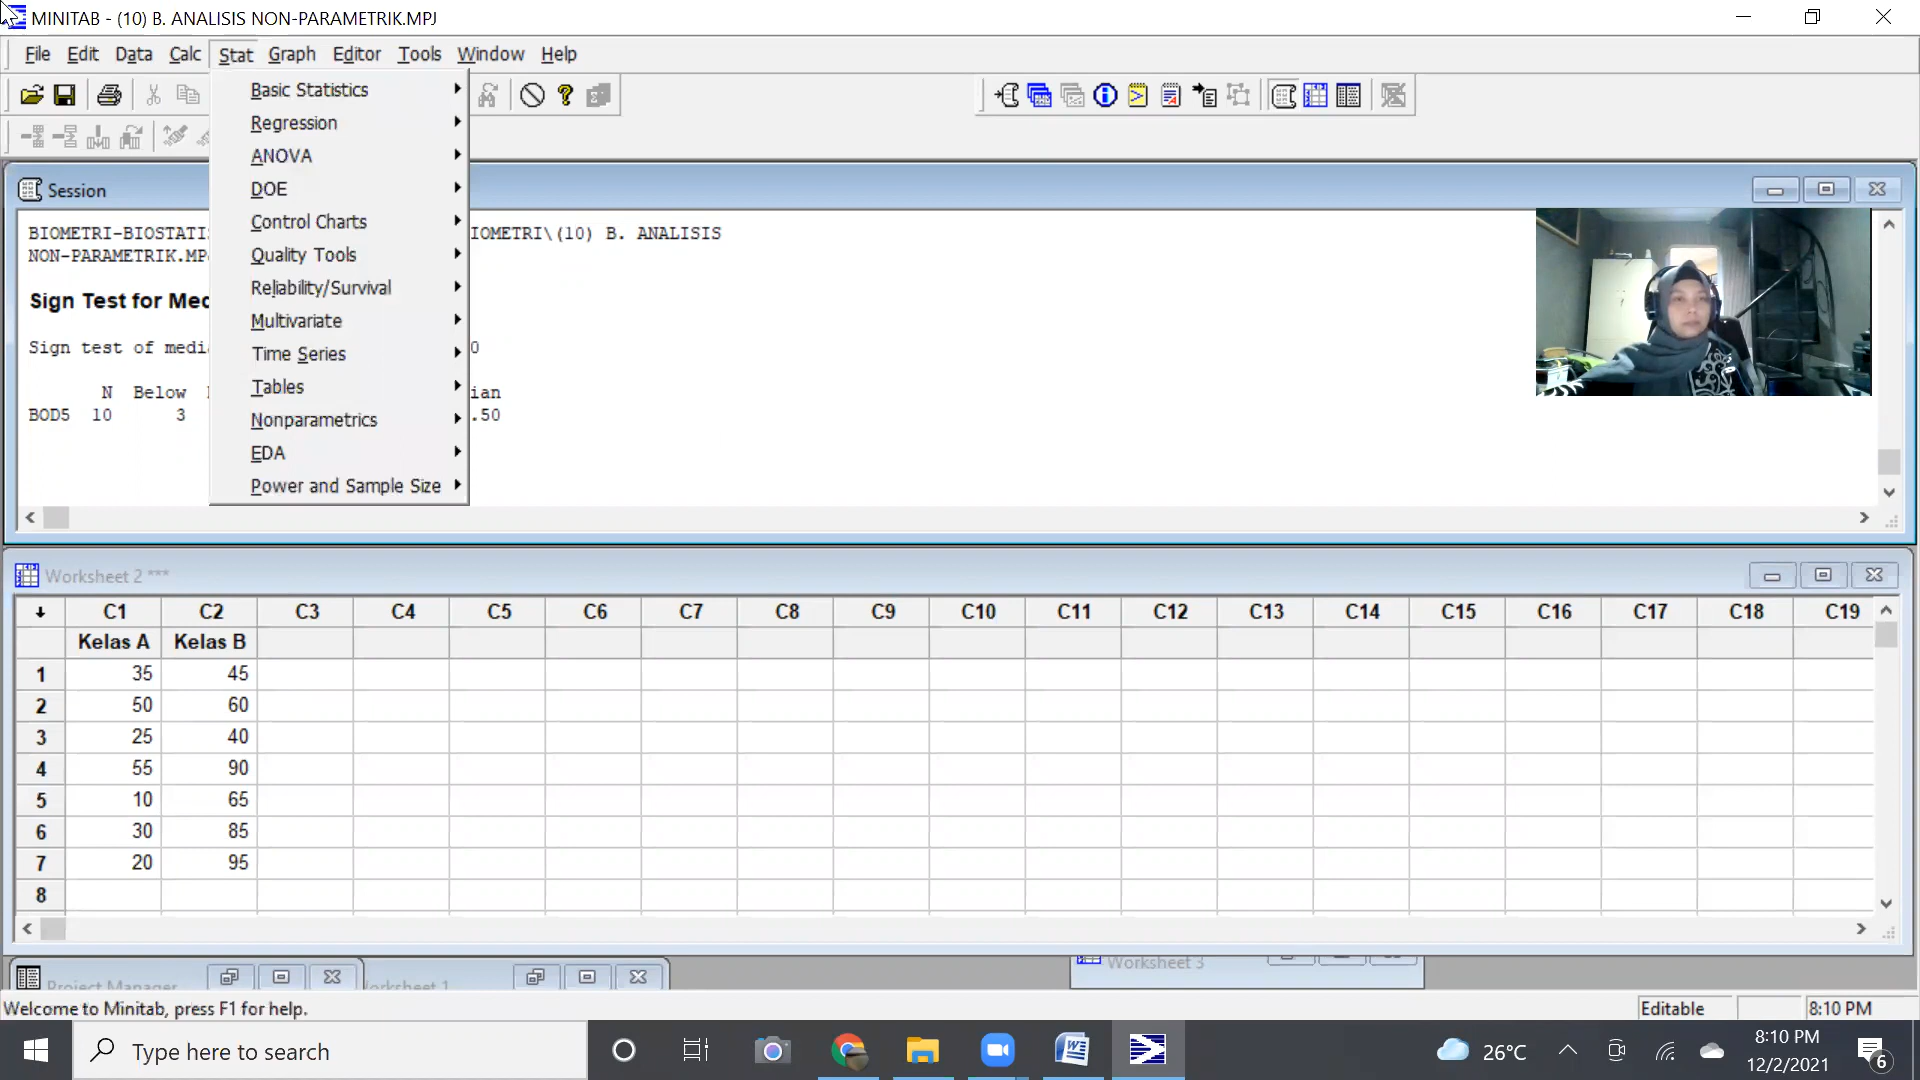 MINITAB - (10) B. ANALISIS NON-PARAMETRIK.MPJ
File Edit Data Calc Stat Graph Editor Tools Window Help
Basic Statistics
Regression
ANOVA
DOE
Control Charts
Quality Tools
Reliability/Survival
Multivariate
Time Series
Tables
Nonparametrics
EDA
Power and Sample Size
Session
BIOMETRI-BIOSTATI IOMETRI\(10) B. ANALISIS
NON-PARAMETRIK.MP
Sign Test for Med
Sign test of medi 0
N Below ian
BOD5 10 3 .50
Worksheet 2 ***
C1 C2 C3 C4 C5 C6 C7 C8 C9 C10 C11 C12 C13 C14 C15 C16 C17 C18 C19
Kelas A Kelas B
1 35 45
2 50 60
3 25 40
4 55 90
5 10 65
6 30 85
7 20 95
8
Project Manager orksheet 1 Worksheet 3
Welcome to Minitab, press F1 for help.
Editable 8:10 PM
Type here to search
26°C
8:10 PM
12/2/2021
6